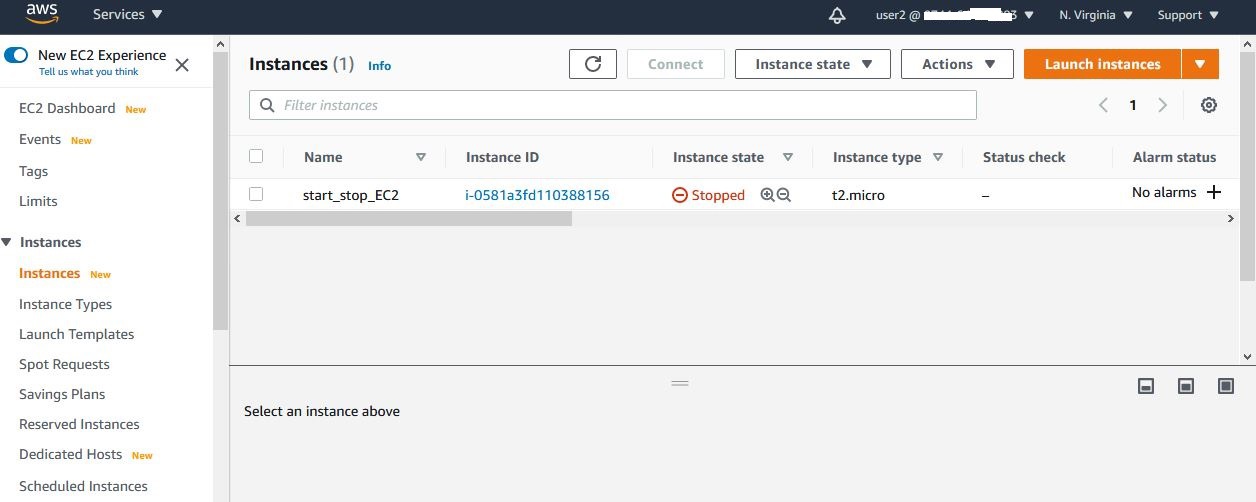 aws Services user2 @ N. Virginia Support
New EC2 Experience
Tell us what you think
EC2 Dashboard New
Events New
Tags
Limits
Instances
Instances New
Instance Types
Launch Templates
Spot Requests
Savings Plans
Reserved Instances
Dedicated Hosts New
Scheduled Instances
Instances (1) Info Connect Instance state Actions Launch instances
Filter instances 1
Name Instance ID Instance state Instance type Status check Alarm status
start_stop_EC2 i-0581a3fd110388156 Stopped t2.micro – No alarms +
Select an instance above